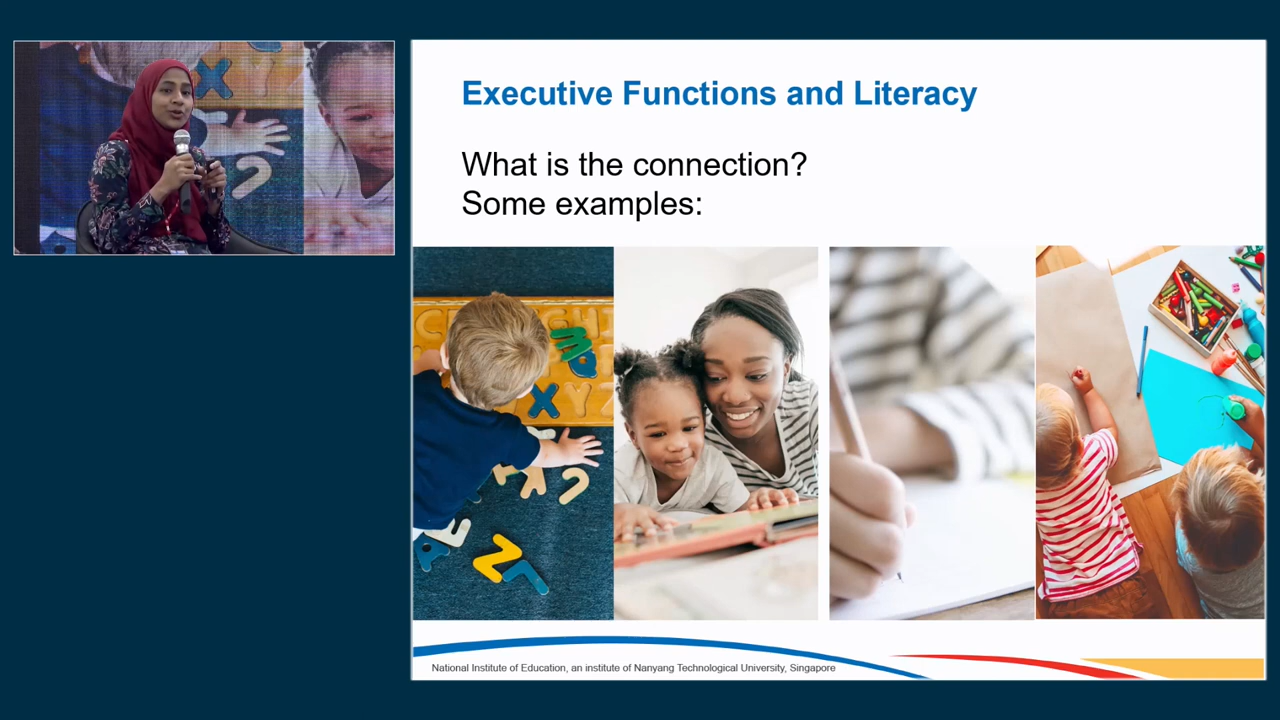 Executive Functions and Literacy
What is the connection?
Some examples:
National Institute of Education, an institute of Nanyang Technological University, Singapore